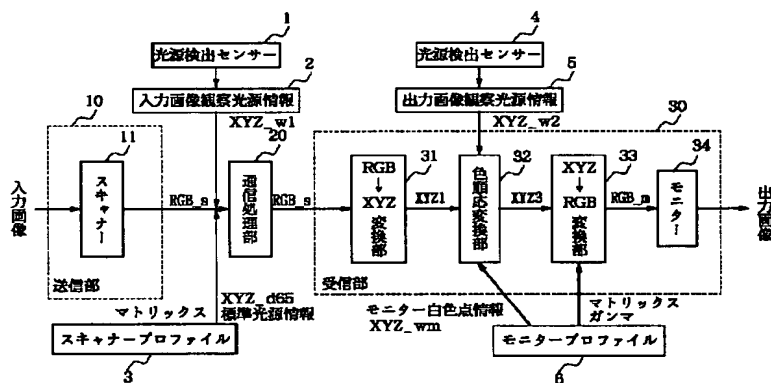 1
光源検出センサー
2
入力画像観察光源情報
XYZ_w1
4
光源検出センサー
5
出力画像観察光源情報
XYZ_w2
10
11
スキャナー
入力画像
送信部
RGB_s
20
通信処理部
RGB_s
30
31
RGB
↓
XYZ
変換部
XYZ1
32
色順応変換部
XYZ3
33
XYZ
↓
RGB
変換部
RGB_m
34
モニター
出力画像
受信部
マトリックス
XYZ_d65
標準光源情報
スキャナープロファイル
3
モニター白色点情報
XYZ_wm
マトリックス
ガンマ
モニタープロファイル
6